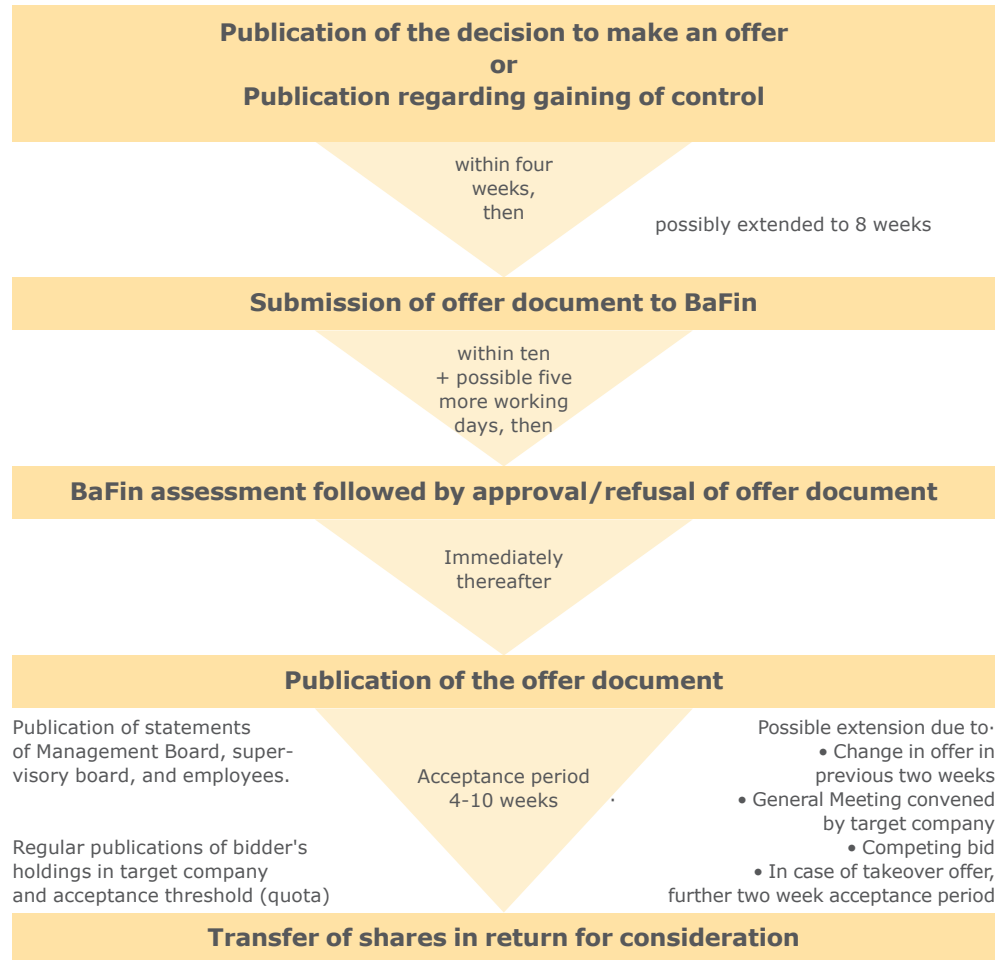 Publication of the decision to make an offer
or
Publication regarding gaining of control
within four
weeks,
then
possibly extended to 8 weeks
Submission of offer document to BaFin
within ten
+ possible five
more working
days, then
BaFin assessment followed by approval/refusal of offer document
Immediately
thereafter
Publication of the offer document
Publication of statements
of Management Board, super-
visory board, and employees.
Regular publications of bidder's
holdings in target company
and acceptance threshold (quota)
Acceptance period
4-10 weeks ·
Possible extension due to·
• Change in offer in
previous two weeks
• General Meeting convened
by target company
• Competing bid
• In case of takeover offer,
further two week acceptance period
Transfer of shares in return for consideration